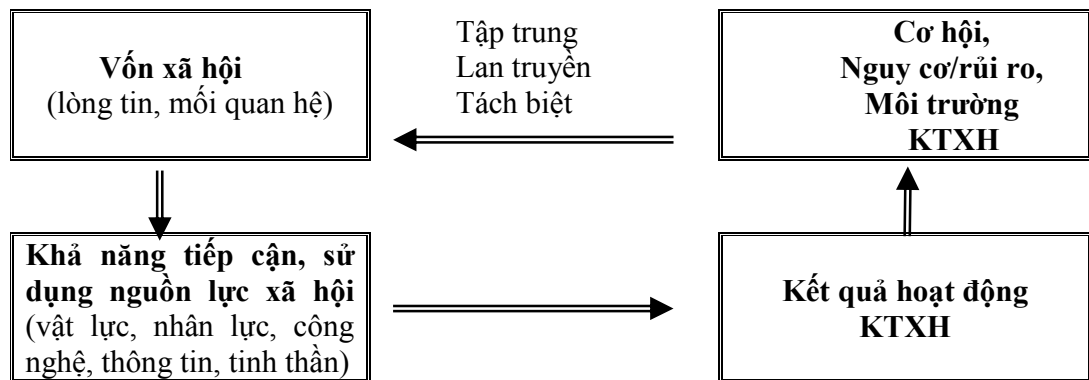 Vốn xã hội
(lòng tin, mối quan hệ)
Tập trung
Lan truyền
Tách biệt
Cơ hội,
Nguy cơ/rủi ro,
Môi trường
KTXH
Khả năng tiếp cận, sử
dụng nguồn lực xã hội
(vật lực, nhân lực, công
nghệ, thông tin, tinh thần)
Kết quả hoạt động
KTXH